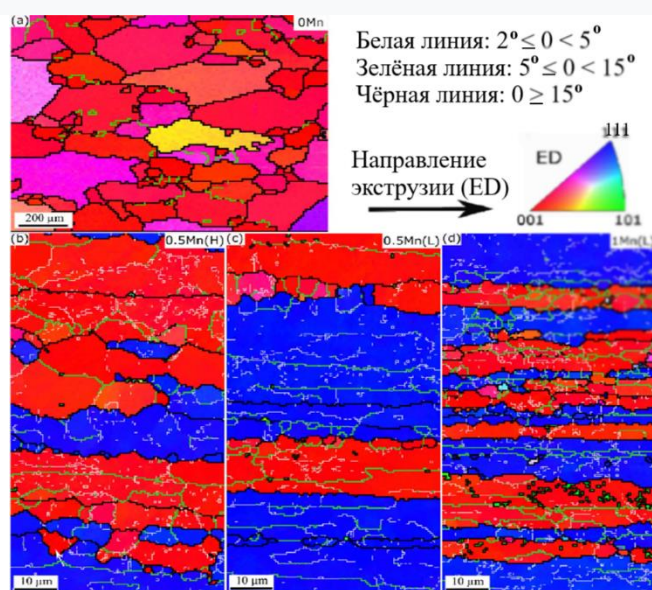 (a)
0Mn
Белая линия: 2° ≤ 0 < 5°
Зелёная линия: 5° ≤ 0 < 15°
Чёрная линия: 0 ≥ 15°
Направление
экструзии (ED)
ED
111
001
101
200 μm
(b)
0.5Mn(H)
(c)
0.5Mn(L)
(d)
1Mn(L)
10 μm
10 μm
10 μm